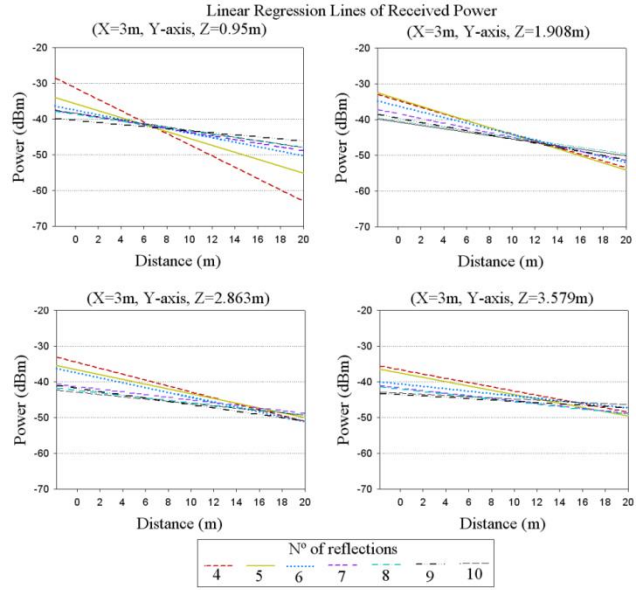 Linear Regression Lines of Received Power
(X=3m, Y-axis, Z=0.95m)
Power (dBm)
-20
-30
-40
-50
-60
-70
0 2 4 6 8 10 12 14 16 18 20
Distance (m)
(X=3m, Y-axis, Z=1.908m)
Power (dBm)
-20
-30
-40
-50
-60
-70
0 2 4 6 8 10 12 14 16 18 20
Distance (m)
(X=3m, Y-axis, Z=2.863m)
Power (dBm)
-20
-30
-40
-50
-60
-70
0 2 4 6 8 10 12 14 16 18 20
Distance (m)
(X=3m, Y-axis, Z=3.579m)
Power (dBm)
-20
-30
-40
-50
-60
-70
0 2 4 6 8 10 12 14 16 18 20
Distance (m)
Nº of reflections
4 5 6 7 8 9 10